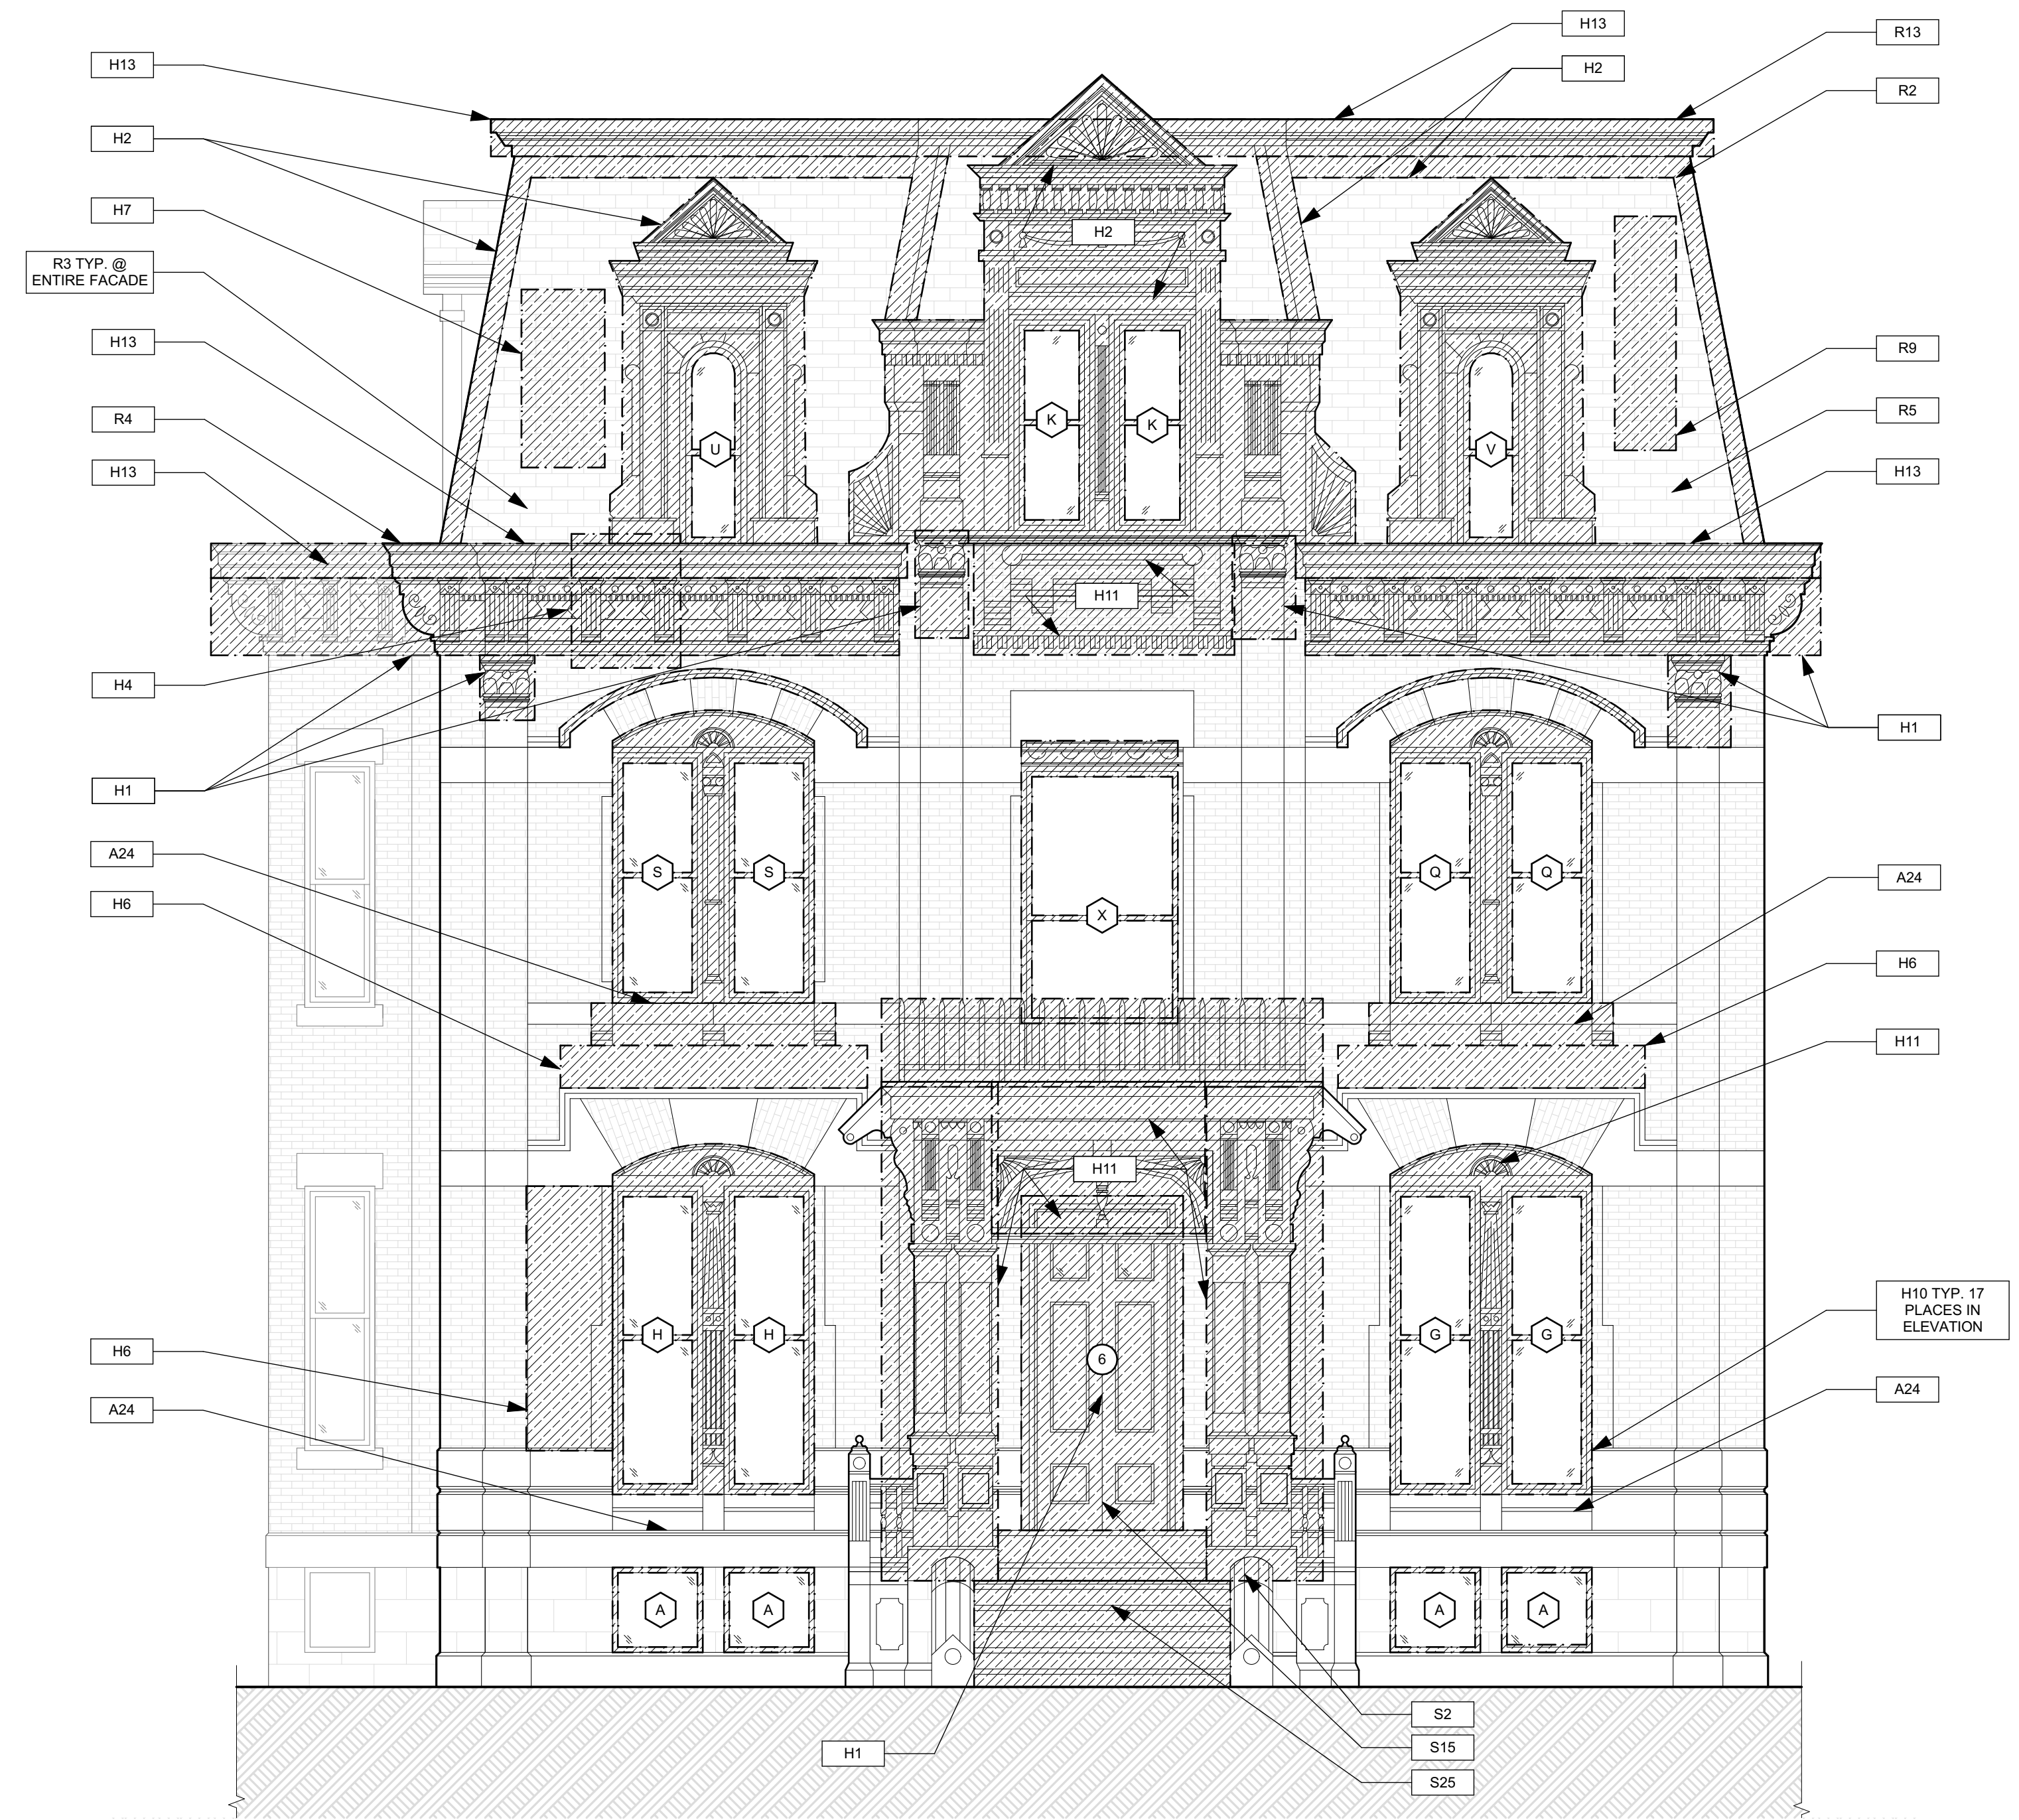 H13
H13
R13
H2
R2
H2
H7
H2
R3 TYP. @
ENTIRE FACADE
H13
R9
R4
K
K
R5
U
V
H13
H13
H11
H4
H1
H1
A24
S
S
Q
Q
A24
H6
X
H6
H11
H11
H10 TYP. 17
PLACES IN
ELEVATION
H6
H
H
6
G
G
A24
A24
A
A
A
A
S2
H1
S15
S25